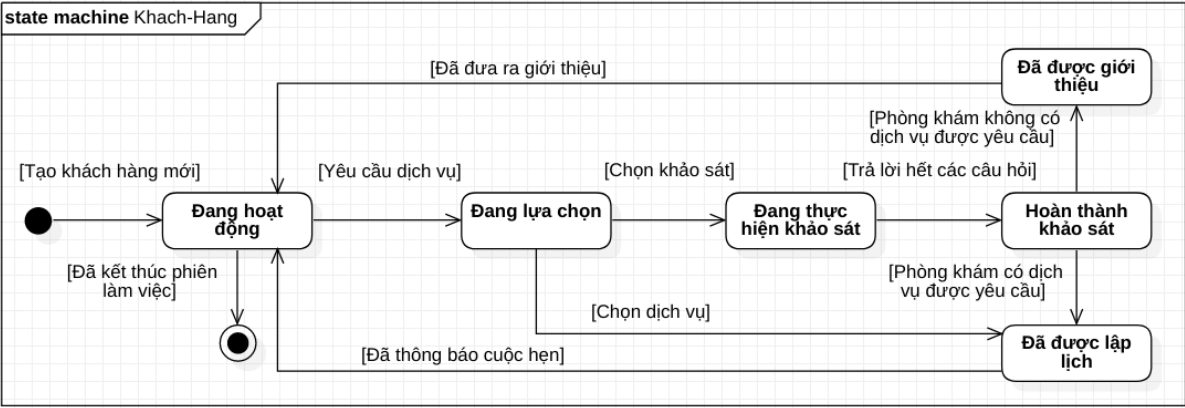 state machine Khach-Hang
[Đã đưa ra giới thiệu]
Đã được giới
thiệu
[Phòng khám không có
dịch vụ được yêu cầu]
[Tạo khách hàng mới]
[Yêu cầu dịch vụ]
[Chọn khảo sát]
[Trả lời hết các câu hỏi]
Đang hoạt
động
Đang lựa chọn
Đang thực
hiện khảo sát
Hoàn thành
khảo sát
[Đã kết thúc phiên
làm việc]
[Phòng khám có dịch
vụ được yêu cầu]
[Chọn dịch vụ]
[Đã thông báo cuộc hẹn]
Đã được lập
lịch